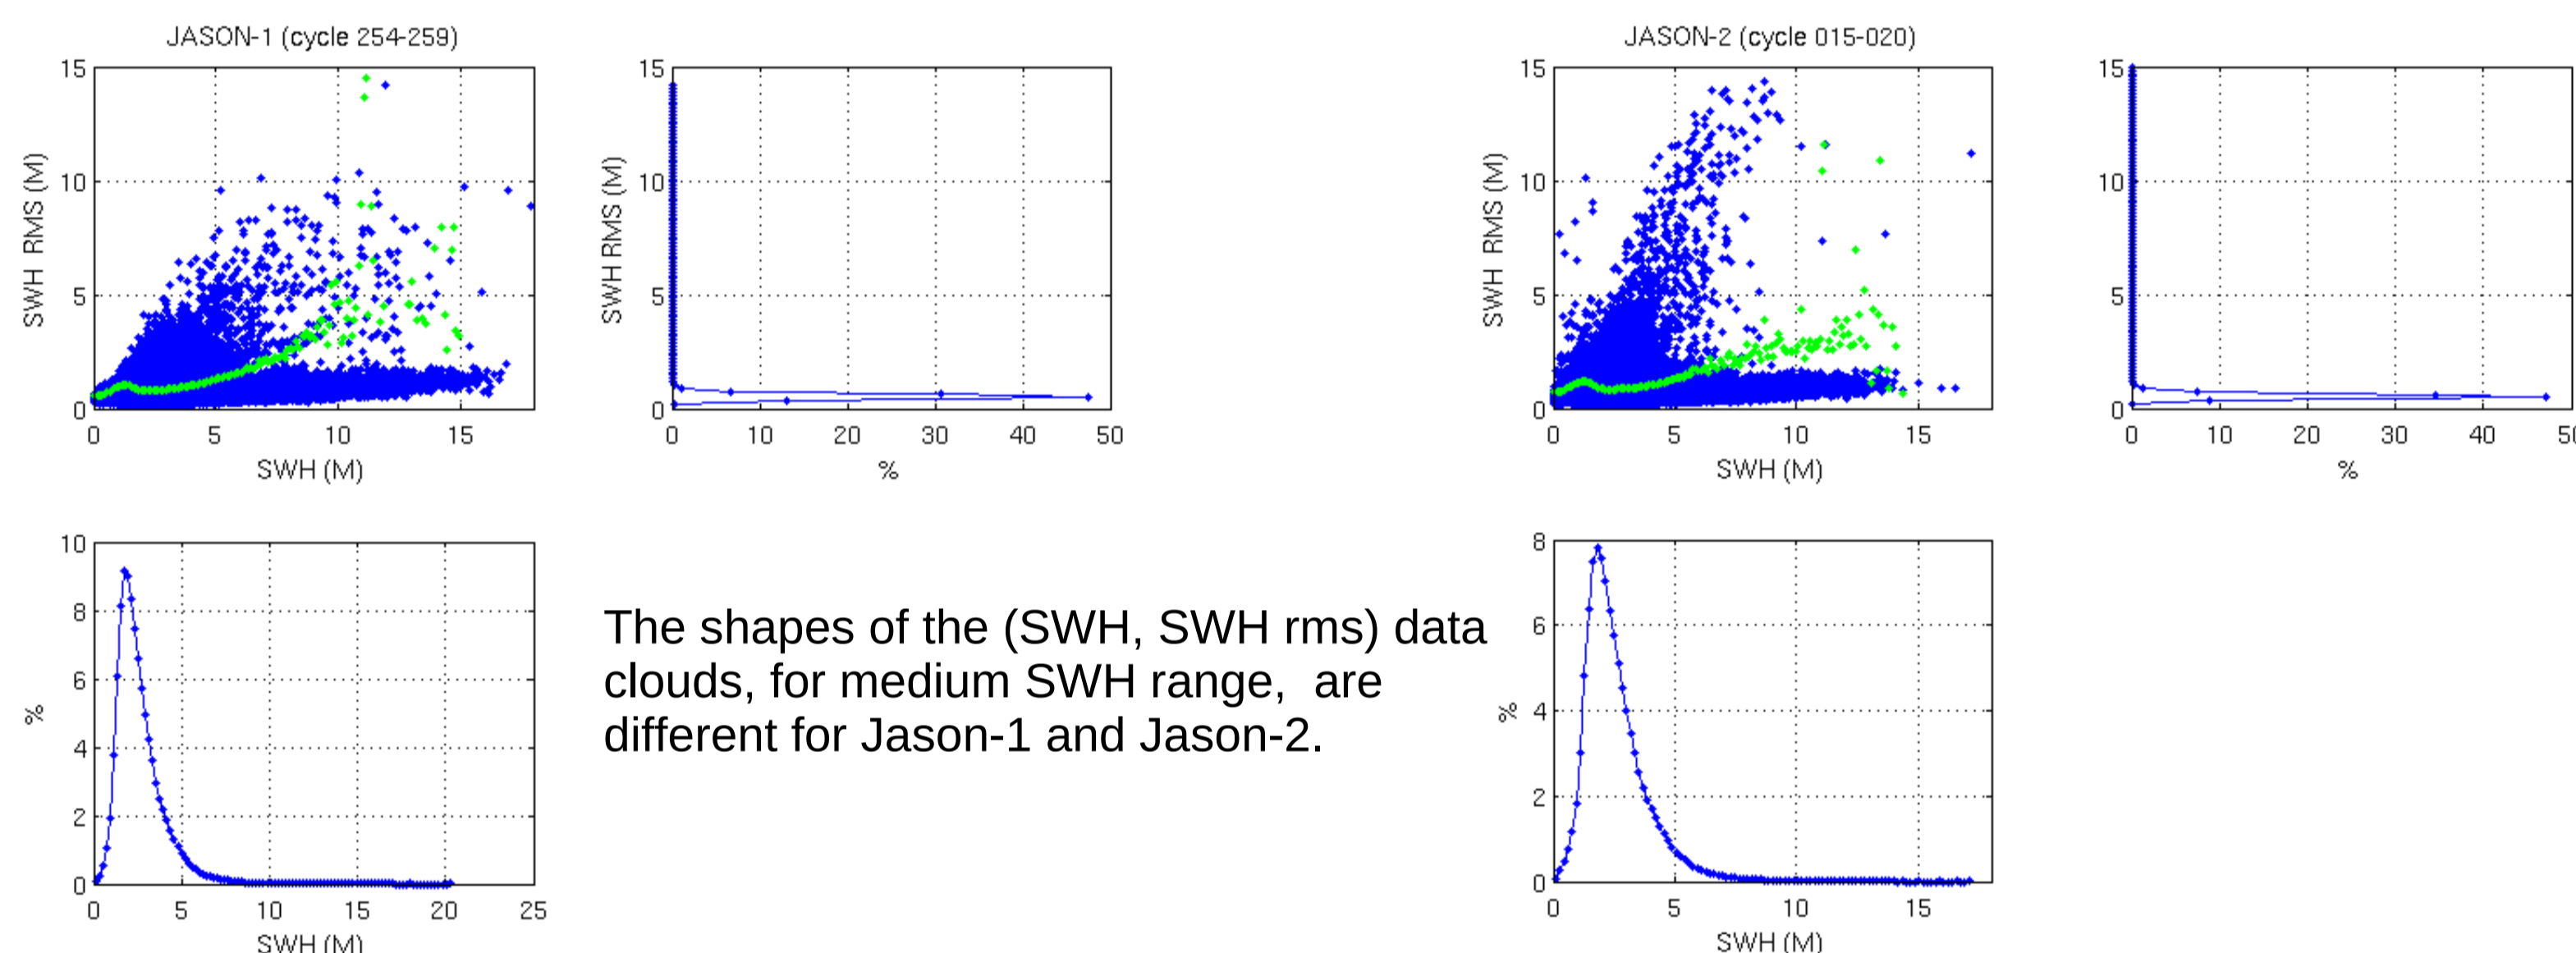 JASON-1 (cycle 254-259)
15
10
5
0
SWH RMS (M)
0 5 10 15
SWH (M)
15
10
5
0
SWH RMS (M)
0 10 20 30 40 50
%
JASON-2 (cycle 015-020)
15
10
5
0
SWH RMS (M)
0 5 10 15
SWH (M)
15
10
5
0
0 10 20 30 40
%
10
8
6
4
2
0
%
0 5 10 15 20 25
SWH (M)
The shapes of the (SWH, SWH rms) data
clouds, for medium SWH range, are
different for Jason-1 and Jason-2.
8
6
4
2
0
%
0 5 10 15
SWH (M)